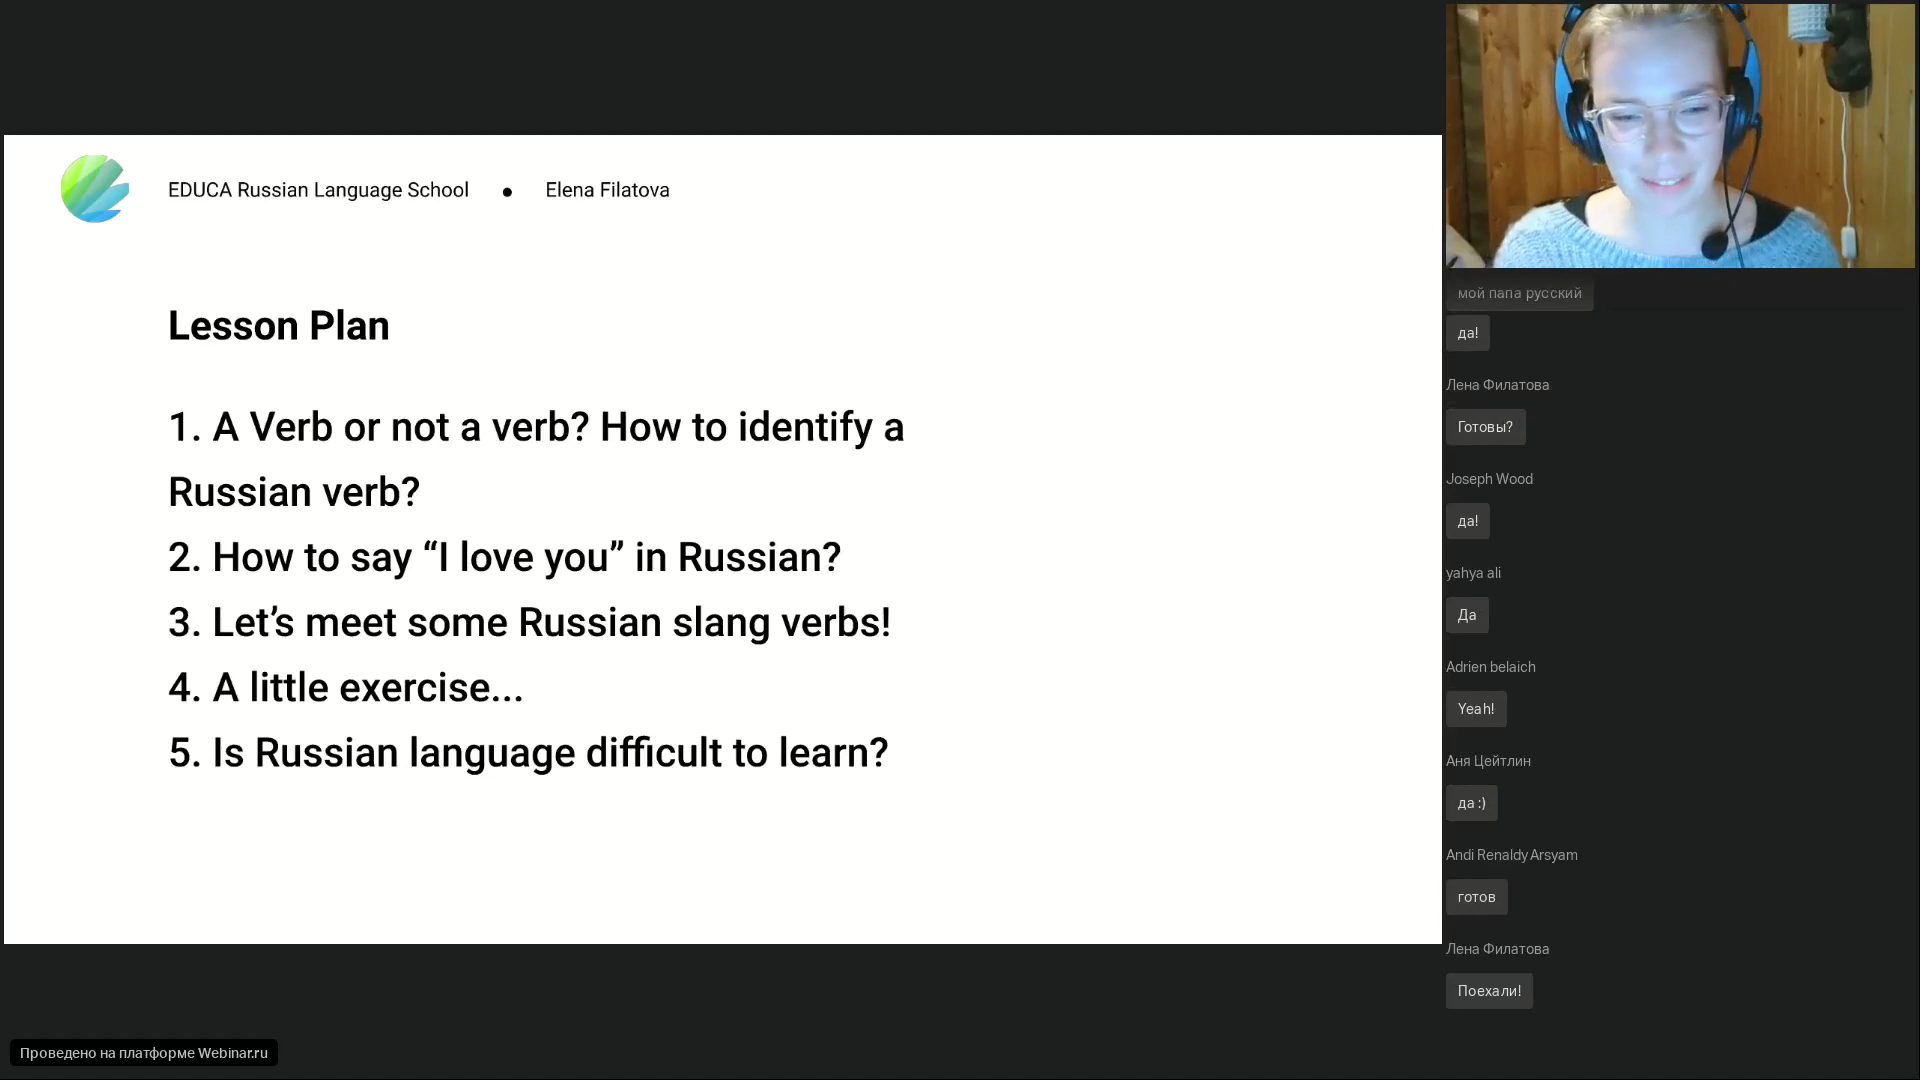 EDUCA Russian Language School ● Elena Filatova
Lesson Plan
1. A Verb or not a verb? How to identify a
Russian verb?
2. How to say “I love you” in Russian?
3. Let’s meet some Russian slang verbs!
4. A little exercise...
5. Is Russian language difficult to learn?
мой папа русский
да!
Лена Филатова
Готовы?
Joseph Wood
да!
yahya ali
Да
Adrien belaich
Yeah!
Аня Цейтлин
да :)
Andi Renaldy Arsyam
готов
Лена Филатова
Поехали!
Проведено на платформе Webinar.ru